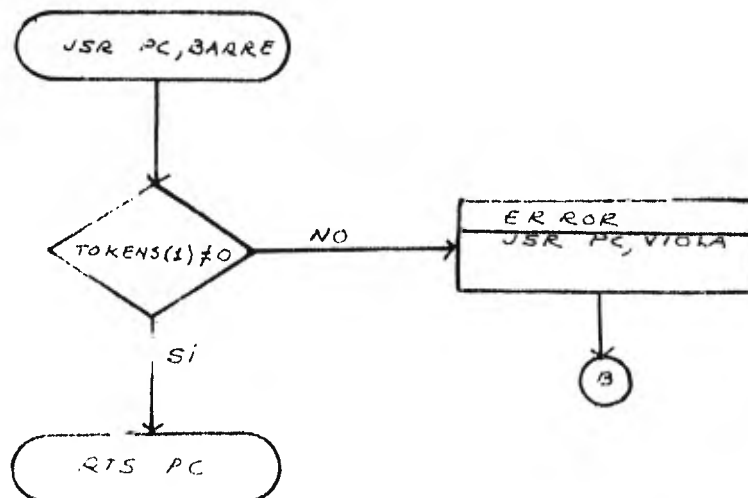 JSR PC, BARRE
TOKENS(1)≠0
NO
ERROR
JSR PC, VIOLA
SI
B
RTS PC